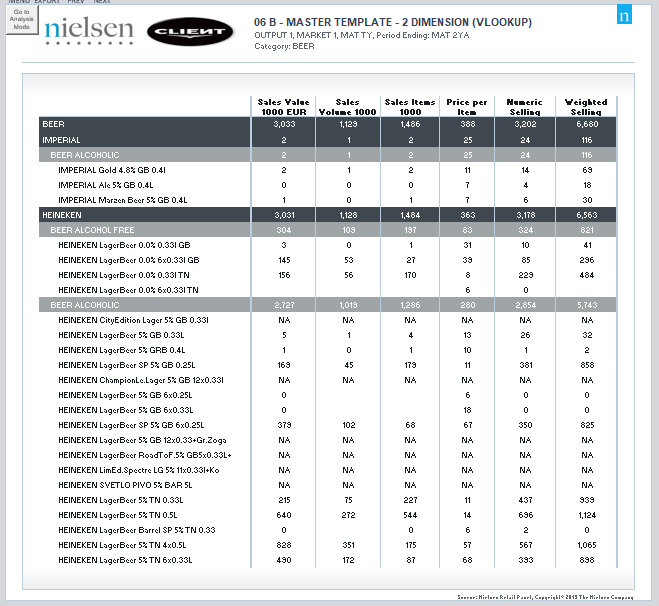 MENU EXPORT PREV NEXT
Go to
Analysis
Mode
nielsen
CLIENT
06 B - MASTER TEMPLATE - 2 DIMENSION (VLOOKUP)
OUTPUT 1, MARKET 1, MAT TY, Period Ending: MAT 2YA
Category: BEER
n
Sales Value 1000 EUR Sales Volume 1000 Sales Items 1000 Price per Item Numeric Selling Weighted Selling
BEER 3,033 1,129 1,486 388 3,202 6,680
IMPERIAL 2 1 2 25 24 116
BEER ALCOHOLIC 2 1 2 25 24 116
IMPERIAL Gold 4.8% GB 0.4l 2 1 2 11 14 69
IMPERIAL Ale 5% GB 0.4L 0 0 0 7 4 18
IMPERIAL Marzen Beer 5% GB 0.4L 1 0 1 7 6 30
HEINEKEN 3,031 1,128 1,484 363 3,178 6,563
BEER ALCOHOL FREE 304 109 197 83 324 821
HEINEKEN LagerBeer 0.0% 0.33l GB 3 0 1 31 10 41
HEINEKEN LagerBeer 0.0% 6x0.33l GB 145 53 27 39 85 296
HEINEKEN LagerBeer 0.0% 0.33l TN 156 56 170 8 229 484
HEINEKEN LagerBeer 0.0% 6x0.33l TN 6 0
BEER ALCOHOLIC 2,727 1,019 1,286 280 2,854 5,743
HEINEKEN CityEdition Lager 5% GB 0.33l NA NA NA NA NA NA
HEINEKEN LagerBeer 5% GB 0.33L 5 1 4 13 26 32
HEINEKEN LagerBeer 5% GRB 0.4L 1 0 1 10 1 2
HEINEKEN LagerBeer SP 5% GB 0.25L 169 45 179 11 381 858
HEINEKEN ChampionLe.Lager 5% GB 12x0.33l NA NA NA NA NA NA
HEINEKEN LagerBeer 5% GB 6x0.25L 0 6 0 0
HEINEKEN LagerBeer 5% GB 6x0.33L 0 18 0 0
HEINEKEN LagerBeer SP 5% GB 6x0.25L 379 102 68 67 350 825
HEINEKEN LagerBeer 5% GB 12x0.33+Gr.Zoga NA NA NA NA NA NA
HEINEKEN LagerBeer RoadToF.5% GB5x0.33L+ NA NA NA NA NA NA
HEINEKEN LimEd.Spectre LG 5% 11x0.33l+Ko NA NA NA NA NA NA
HEINEKEN SVETLO PIVO 5% BAR 5L NA NA NA NA NA NA
HEINEKEN LagerBeer 5% TN 0.33L 215 75 227 11 437 939
HEINEKEN LagerBeer 5% TN 0.5L 640 272 544 14 696 1,124
HEINEKEN LagerBeer Barrel SP 5% TN 0.33 0 0 6 2 0
HEINEKEN LagerBeer 5% TN 4x0.5L 828 351 175 57 567 1,065
HEINEKEN LagerBeer 5% TN 6x0.33L 490 172 87 68 393 898
Source: Nielsen Retail Panel, Copyright © 2019 The Nielsen Company